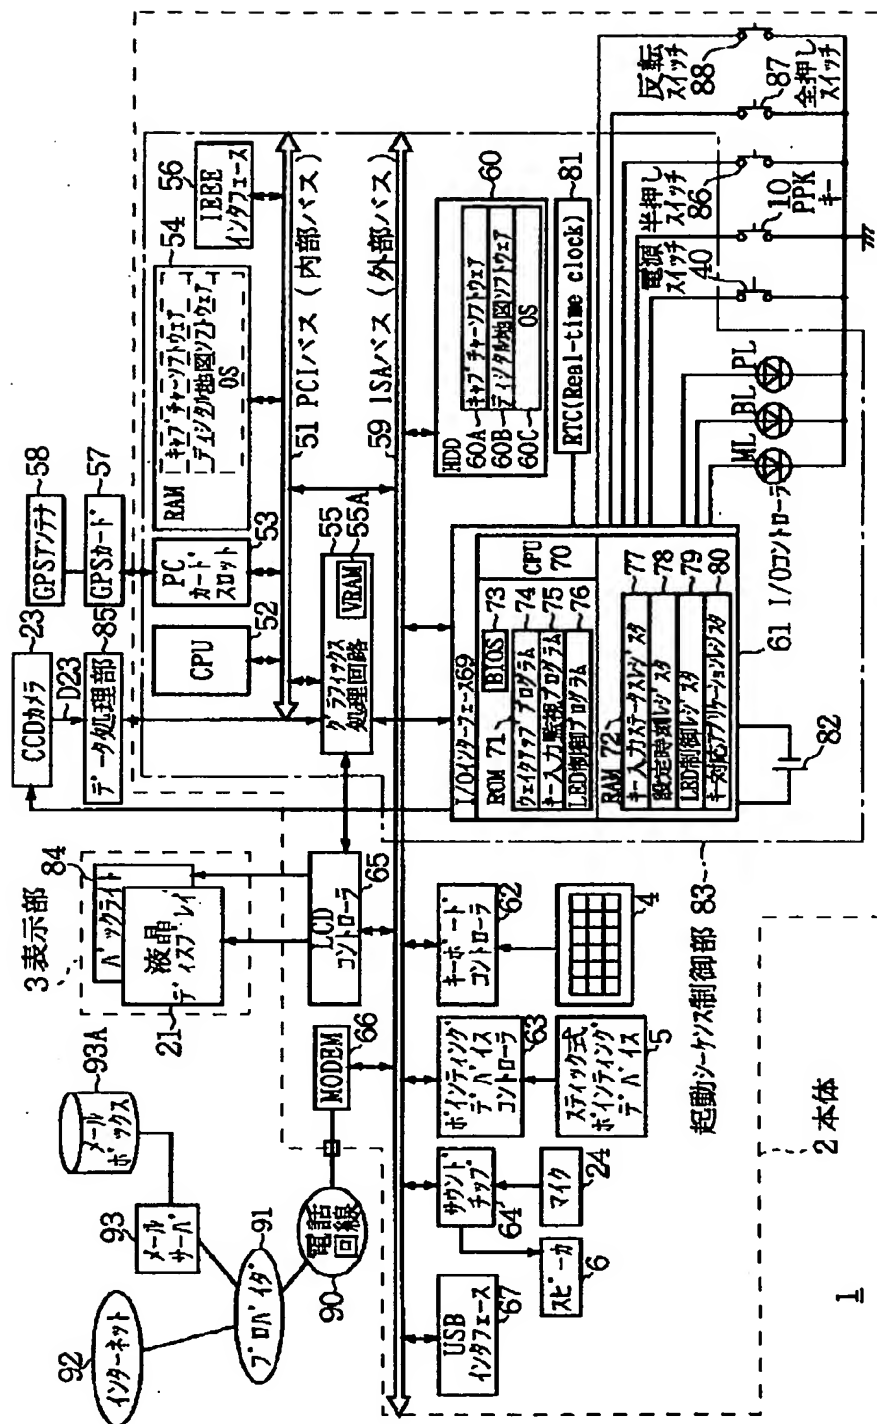 インターネット
92
プロバイダ
91
メール
サーバ
93
メール
ボックス
93A
電話
回線
90
MODEM
66
3 表示部
バックライト
84
液晶
ディスプレイ
21
LCD
コントローラ
65
CCDカメラ
23
D23
データ処理部
85
GPSアンテナ
58
GPSカード
57
CPU
52
PC
カード
スロット
53
RAM
キャプチャーソフトウェア
ディジタル地図ソフトウェア
OS
54
IEEE
インタフェース
56
51 PCIバス(内部バス)
グラフィックス
処理回路
55
VRAM
55A
59 ISAバス(外部バス)
USB
インタフェース
67
サウンド
チップ
64
スピーカ
6
マイク
24
ポインティング
デバイス
コントローラ
63
スティック式
ポインティング
デバイス
5
キーボード
コントローラ
62
4
起動シーケンス制御部 83
I/Oインターフェース69
CPU
70
ROM 71
BIOS
73
ウェイクアップ プログラム
74
キー入力監視プログラム
75
LED制御プログラム
76
RAM 72
キー入力ステータスレジスタ
77
設定時刻レジスタ
78
LED制御レジスタ
79
キー対応アプリケーションレジスタ
80
61 I/Oコントローラ
82
HDD
60
60A
キャプチャーソフトウェア
60B
ディジタル地図ソフトウェア
60C
OS
RTC(Real-time clock)
81
ML
BL
PL
電源
スイッチ
40
10
PPK
キー
半押し
スイッチ
86
87
全押し
スイッチ
反転
スイッチ
88
2 本体
1